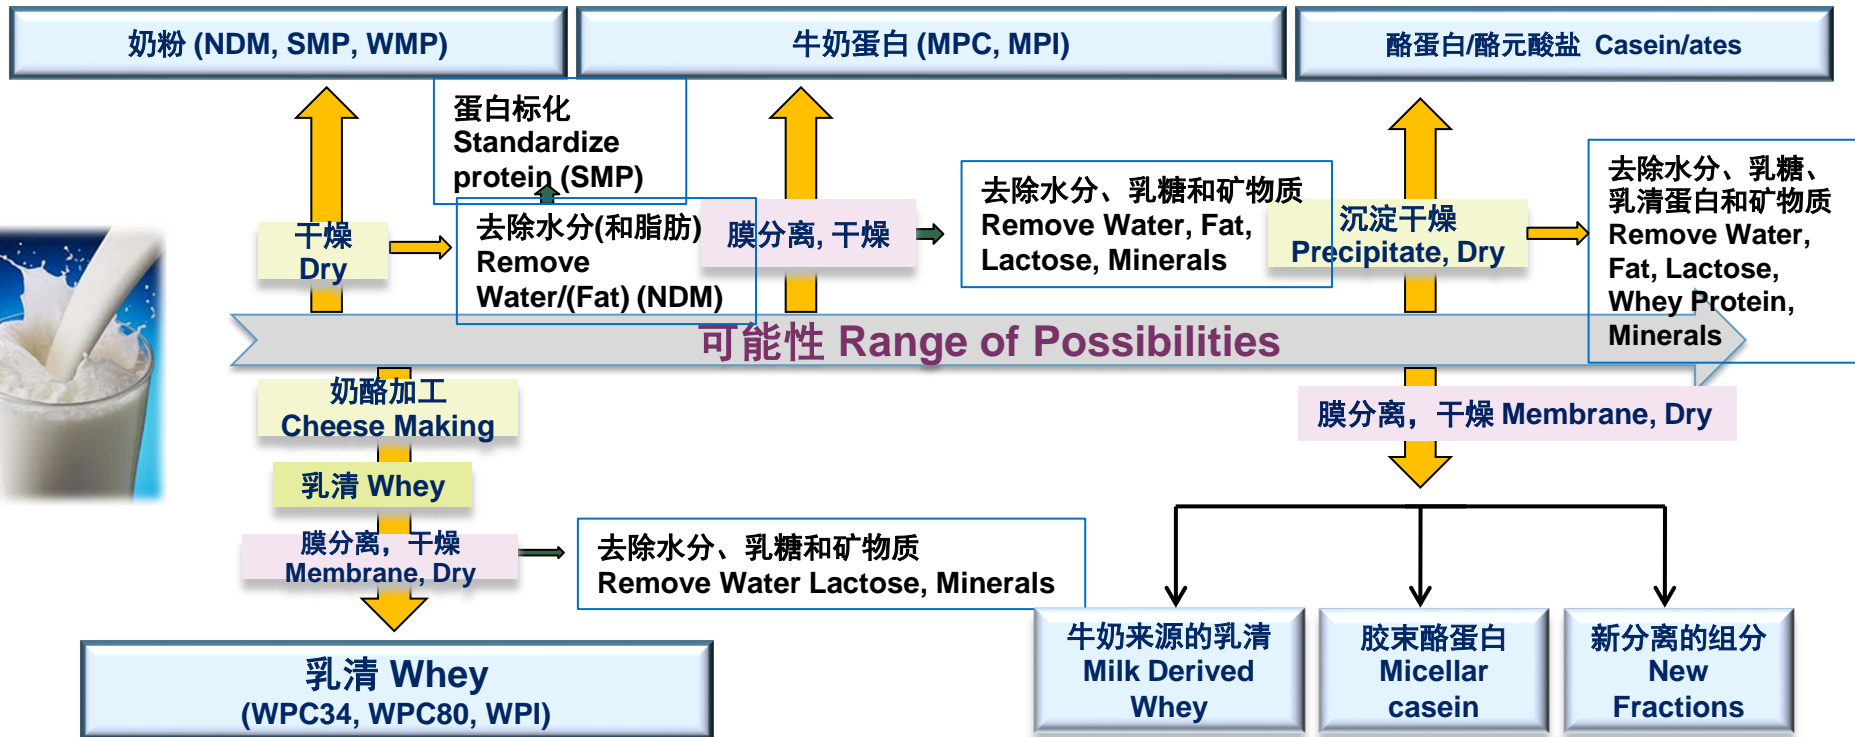 奶粉 (NDM, SMP, WMP)
牛奶蛋白 (MPC, MPI)
酪蛋白/酪元酸盐 Casein/ates
蛋白标化
Standardize
protein (SMP)
干燥
Dry
去除水分(和脂肪)
Remove
Water/(Fat) (NDM)
膜分离, 干燥
去除水分、乳糖和矿物质
Remove Water, Fat,
Lactose, Minerals
沉淀干燥
Precipitate, Dry
去除水分、乳糖、
乳清蛋白和矿物质
Remove Water,
Fat, Lactose,
Whey Protein,
Minerals
可能性 Range of Possibilities
奶酪加工
Cheese Making
乳清 Whey
膜分离，干燥
Membrane, Dry
去除水分、乳糖和矿物质
Remove Water Lactose, Minerals
乳清 Whey
(WPC34, WPC80, WPI)
膜分离，干燥 Membrane, Dry
牛奶来源的乳清
Milk Derived
Whey
胶束酪蛋白
Micellar
casein
新分离的组分
New
Fractions